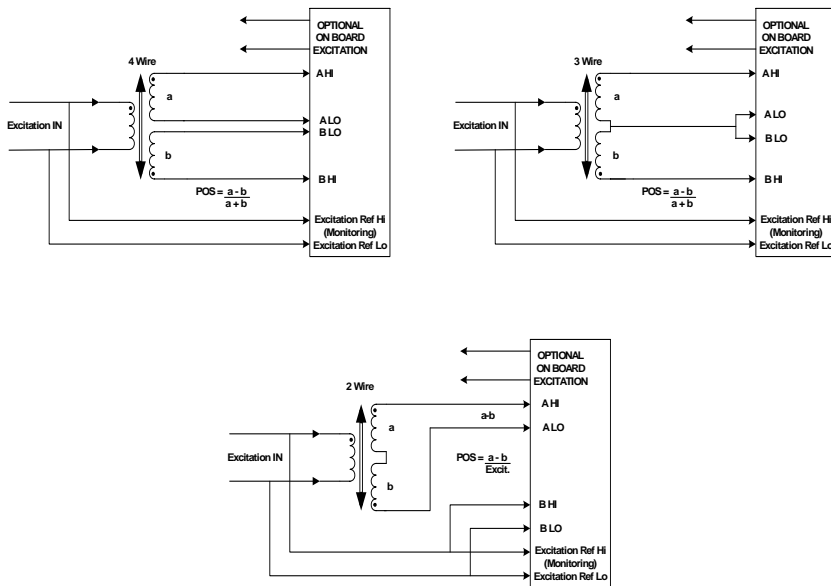 OPTIONAL
ON BOARD
EXCITATION
4 Wire
A HI
a
Excitation IN
A LO
B LO
b
B HI
POS = a - b
a + b
Excitation Ref Hi
(Monitoring)
Excitation Ref Lo
OPTIONAL
ON BOARD
EXCITATION
3 Wire
A HI
a
A LO
Excitation IN
B LO
b
B HI
POS = a - b
a + b
Excitation Ref Hi
(Monitoring)
Excitation Ref Lo
OPTIONAL
ON BOARD
EXCITATION
2 Wire
A HI
a-b
a
A LO
Excitation IN
POS = a - b
Excit.
b
B HI
B LO
Excitation Ref Hi
(Monitoring)
Excitation Ref Lo